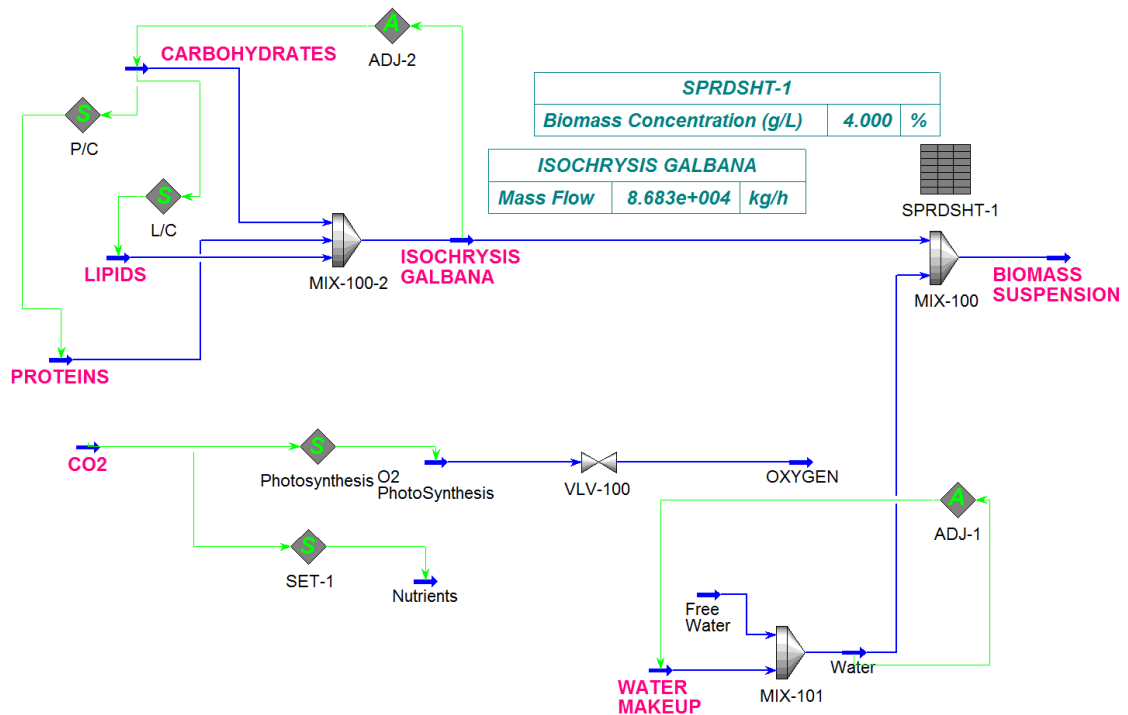 A
ADJ-2
CARBOHYDRATES
SPRDSHT-1
Biomass Concentration (g/L) 4.000 %
S
P/C
ISOCHRYSIS GALBANA
Mass Flow 8.683e+004 kg/h
SPRDSHT-1
S
L/C
LIPIDS
MIX-100-2
ISOCHRYSIS
GALBANA
MIX-100
BIOMASS
SUSPENSION
PROTEINS
S
CO2
Photosynthesis
O2
PhotoSynthesis
VLV-100
OXYGEN
A
ADJ-1
S
SET-1
Nutrients
Free
Water
Water
WATER
MAKEUP
MIX-101